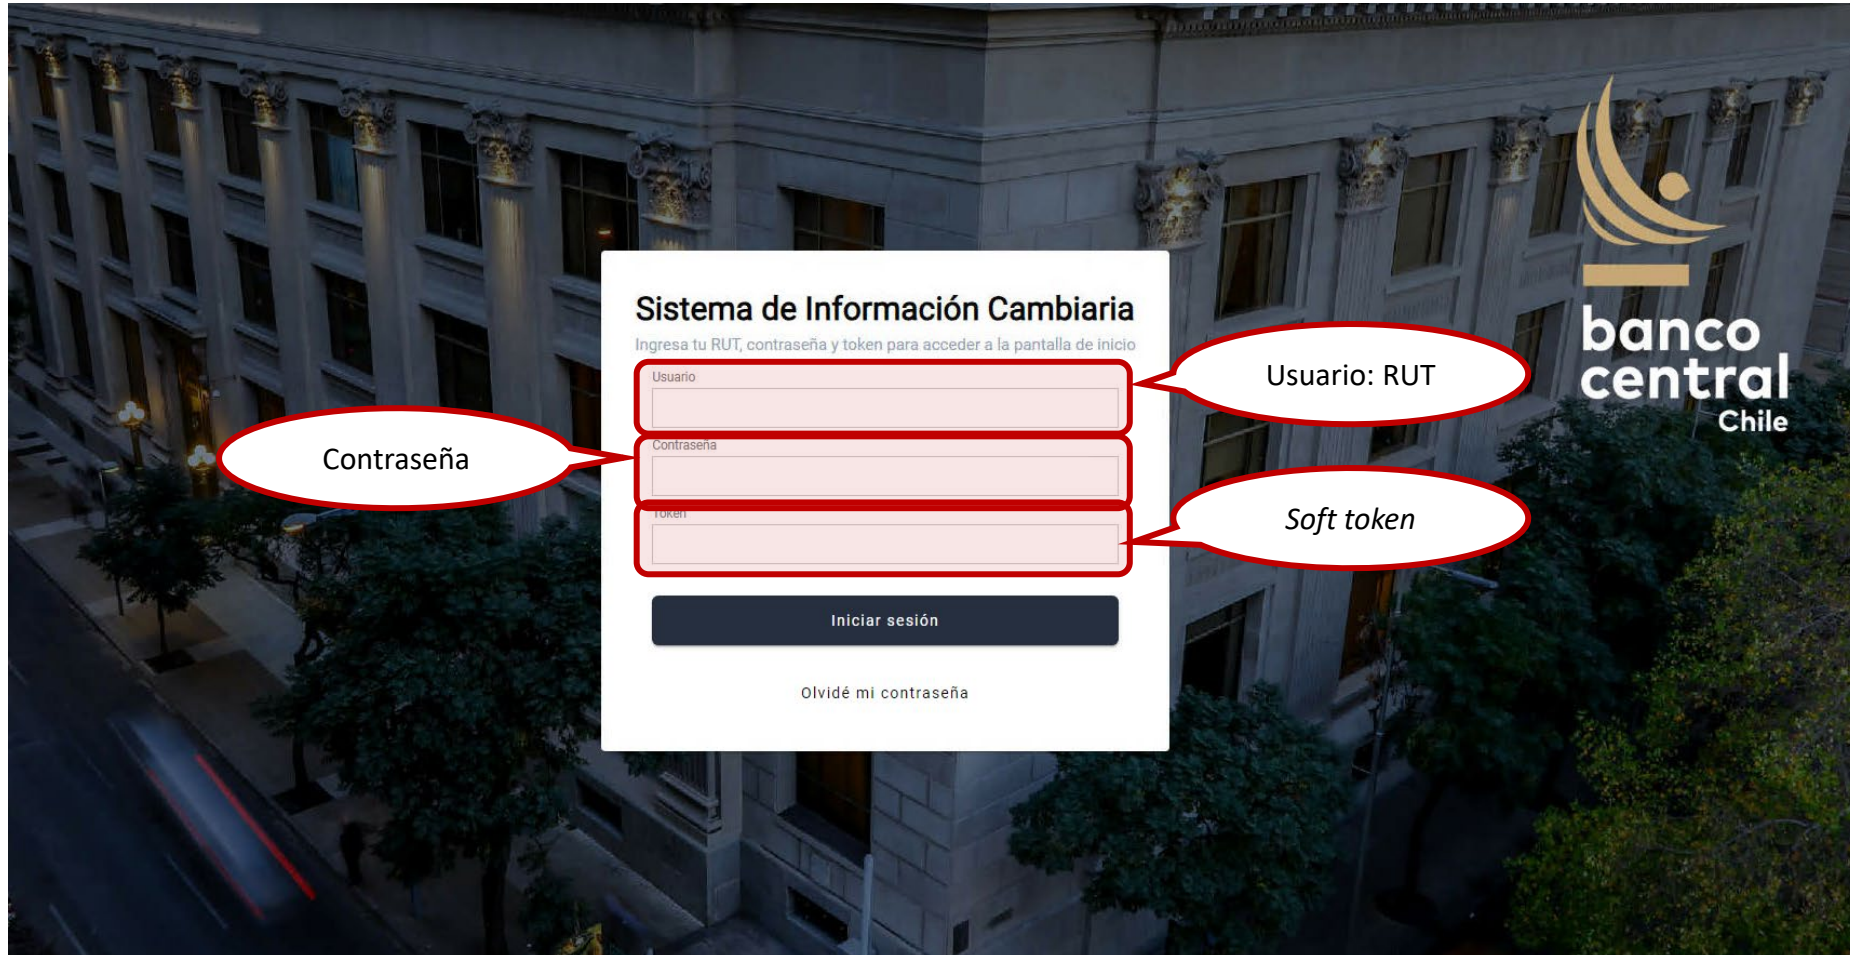 Sistema de Información Cambiaria
Ingresa tu RUT, contraseña y token para acceder a la pantalla de inicio
Usuario
Usuario: RUT
Contraseña
Contraseña
Token
Soft token
Iniciar sesión
Olvidé mi contraseña
banco
central
Chile